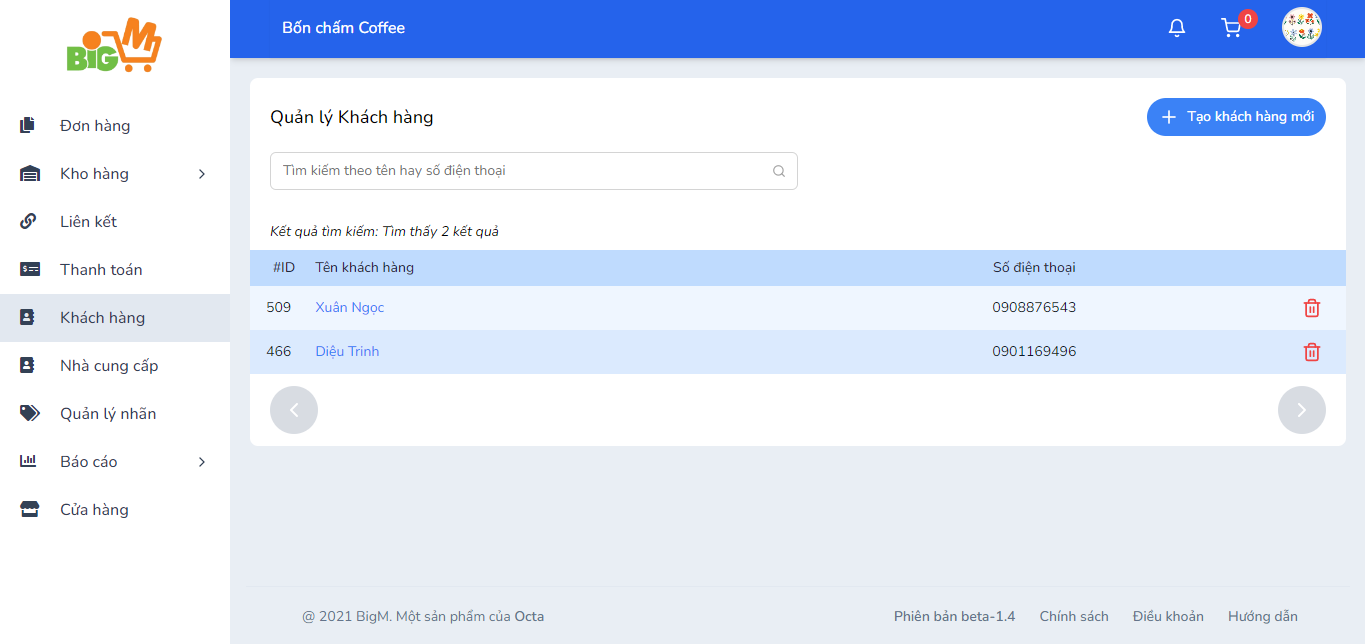 BiG M
Bốn chấm Coffee
0
Đơn hàng
Kho hàng
Liên kết
Thanh toán
Khách hàng
Nhà cung cấp
Quản lý nhãn
Báo cáo
Cửa hàng
Quản lý Khách hàng
Tạo khách hàng mới
Tìm kiếm theo tên hay số điện thoại
Kết quả tìm kiếm: Tìm thấy 2 kết quả
#ID Tên khách hàng Số điện thoại
509 Xuân Ngọc 0908876543
466 Diệu Trinh 0901169496
@ 2021 BigM. Một sản phẩm của Octa Phiên bản beta-1.4 Chính sách Điều khoản Hướng dẫn